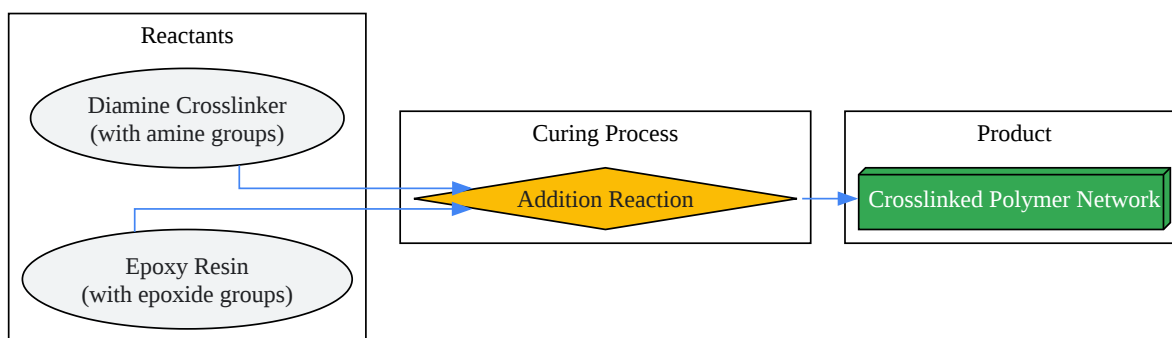 Reactants
Diamine Crosslinker
(with amine groups)
Epoxy Resin
(with epoxide groups)
Curing Process
Addition Reaction
Product
Crosslinked Polymer Network